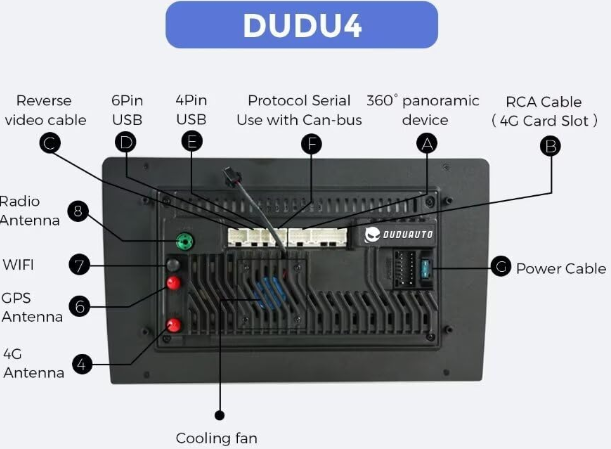 DUDU4
Reverse
video cable
6Pin
USB
4Pin
USB
Protocol Serial
Use with Can-bus
360° panoramic
device
RCA Cable
( 4G Card Slot )
C
D
E
F
A
B
Radio
Antenna
8
DUDUAUTO
WIFI
7
G
Power Cable
GPS
Antenna
6
4G
Antenna
4
Cooling fan